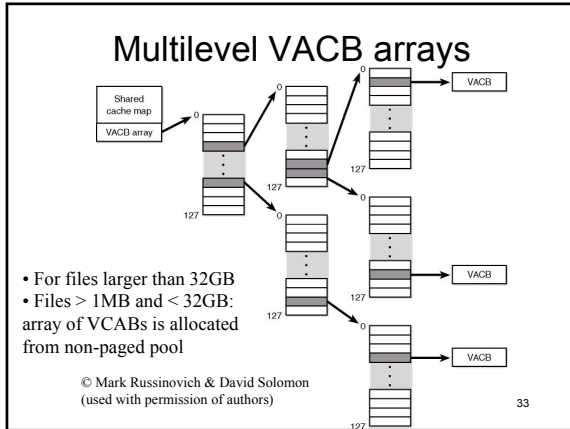 Multilevel VACB arrays
Shared
cache map
VACB array
0
127
0
127
0
127
VACB
0
127
0
127
VACB
0
127
VACB
• For files larger than 32GB
• Files > 1MB and < 32GB:
array of VCABs is allocated
from non-paged pool
© Mark Russinovich & David Solomon
(used with permission of authors)
33